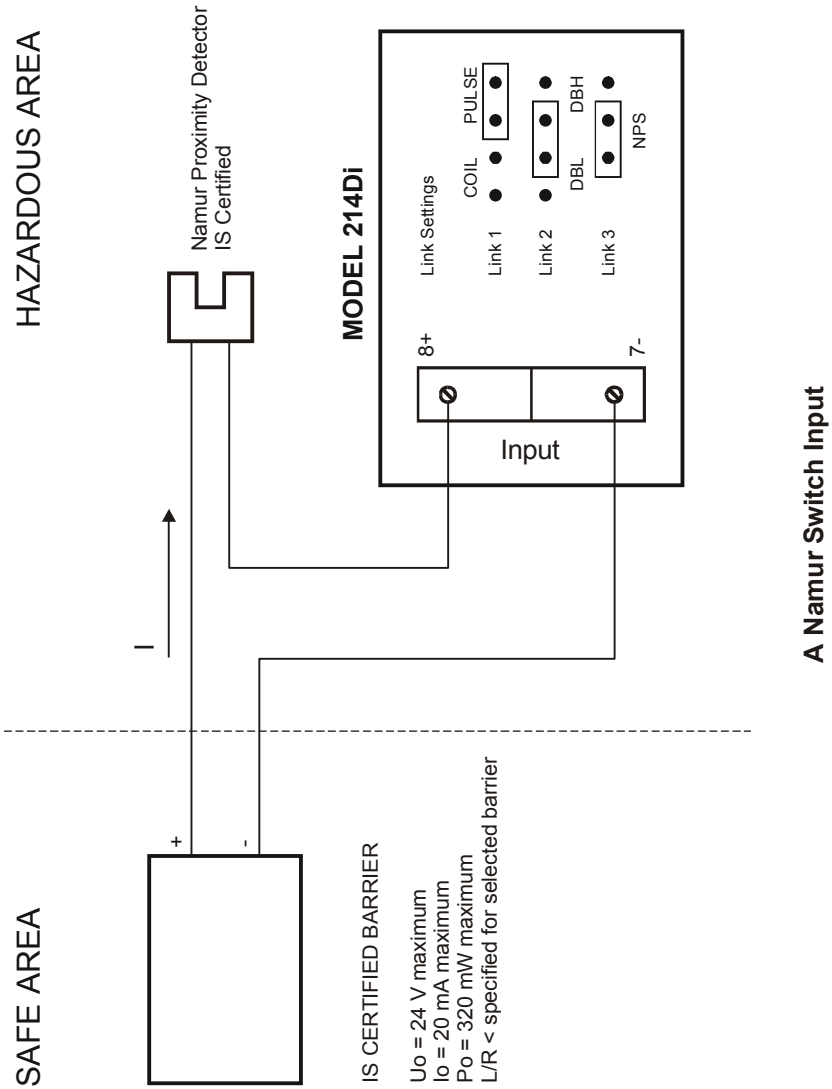 SAFE AREA
HAZARDOUS AREA
+
-
I
Namur Proximity Detector
IS Certified
IS CERTIFIED BARRIER
Uo = 24 V maximum
Io = 20 mA maximum
Po = 320 mW maximum
L/R < specified for selected barrier
MODEL 214Di
Input
8+
7-
Link Settings
COIL PULSE
Link 1
Link 2
DBL DBH
Link 3
NPS
A Namur Switch Input